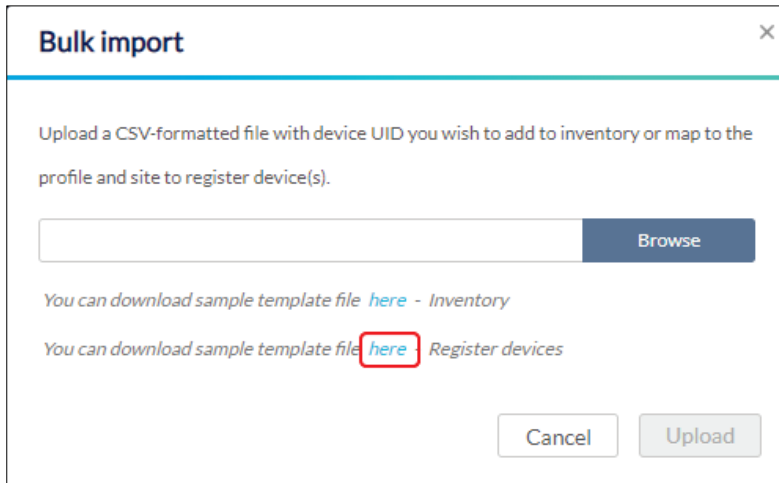 Bulk import
Upload a CSV-formatted file with device UID you wish to add to inventory or map to the
profile and site to register device(s).
Browse
You can download sample template file here - Inventory
You can download sample template file here - Register devices
Cancel Upload